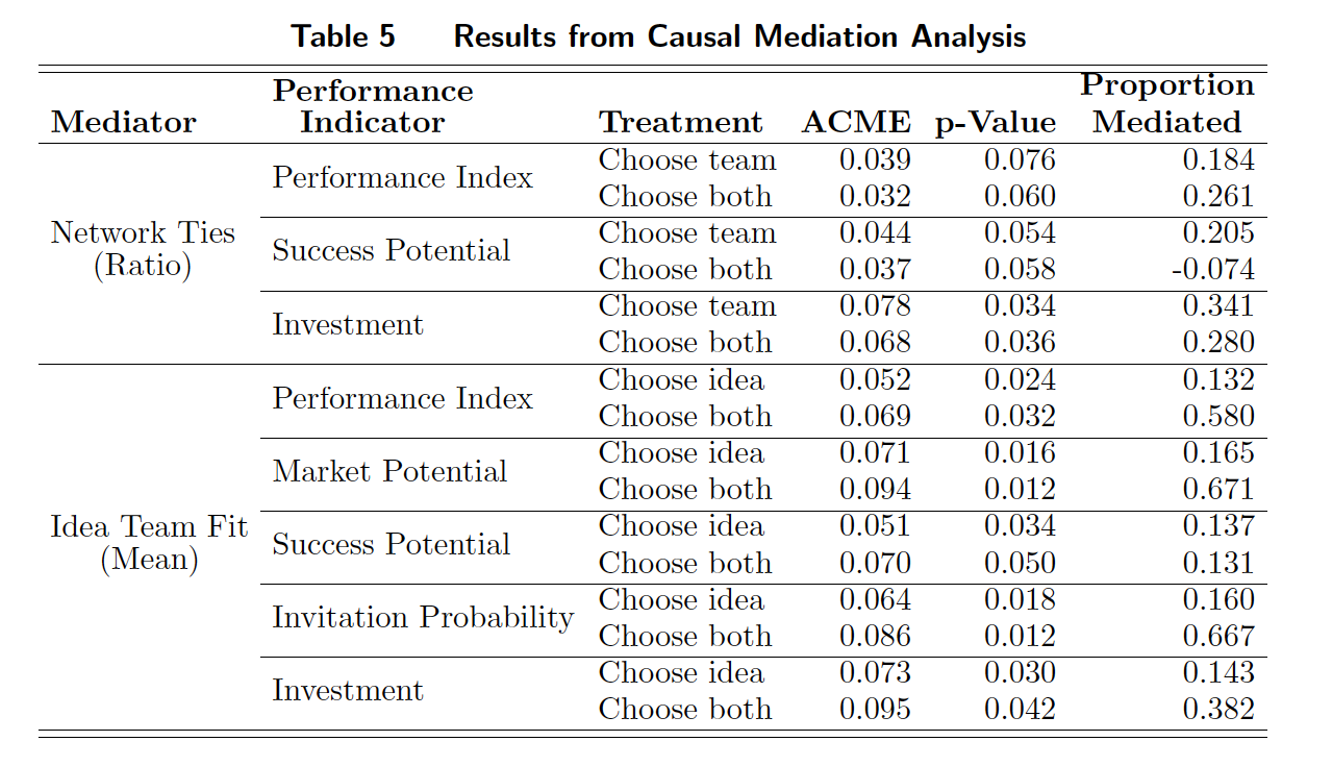 Table 5 Results from Causal Mediation Analysis
Mediator Performance Indicator Treatment ACME p-Value Proportion Mediated
Network Ties (Ratio) Performance Index Choose team 0.039 0.076 0.184
Choose both 0.032 0.060 0.261
Success Potential Choose team 0.044 0.054 0.205
Choose both 0.037 0.058 -0.074
Investment Choose team 0.078 0.034 0.341
Choose both 0.068 0.036 0.280
Idea Team Fit (Mean) Performance Index Choose idea 0.052 0.024 0.132
Choose both 0.069 0.032 0.580
Market Potential Choose idea 0.071 0.016 0.165
Choose both 0.094 0.012 0.671
Success Potential Choose idea 0.051 0.034 0.137
Choose both 0.070 0.050 0.131
Invitation Probability Choose idea 0.064 0.018 0.160
Choose both 0.086 0.012 0.667
Investment Choose idea 0.073 0.030 0.143
Choose both 0.095 0.042 0.382